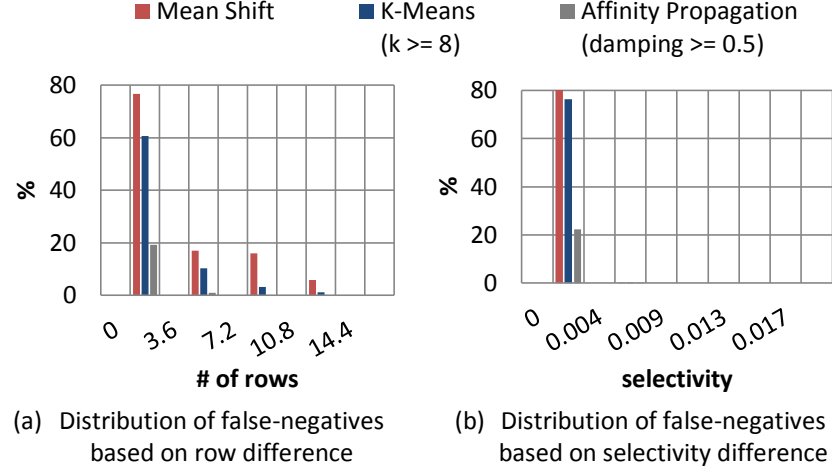 Mean Shift K-Means Affinity Propagation
(k >= 8) (damping >= 0.5)
80
60
40
20
0
%
0 3.6 7.2 10.8 14.4
# of rows
(a) Distribution of false-negatives
based on row difference
80
60
40
20
0
%
0 0.004 0.009 0.013 0.017
selectivity
(b) Distribution of false-negatives
based on selectivity difference